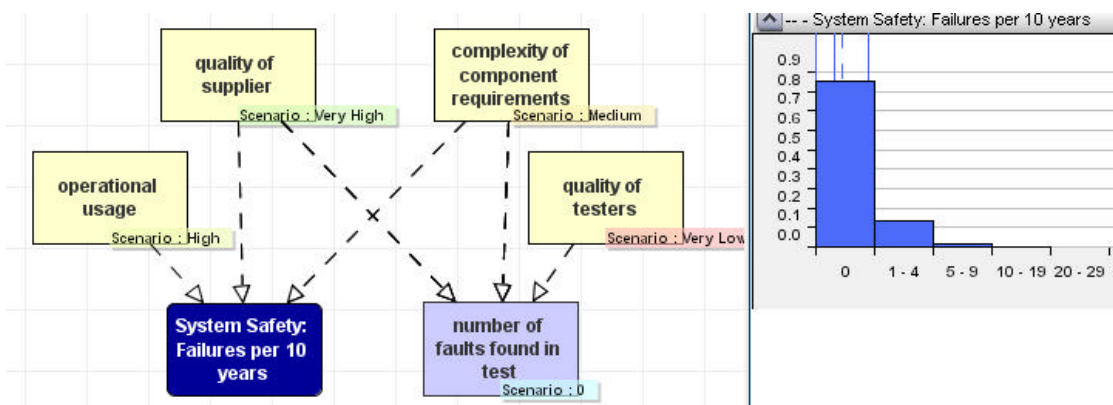 quality of
supplier
Scenario : Very High
complexity of
component
requirements
Scenario : Medium
operational
usage
Scenario : High
quality of
testers
Scenario : Very Low
System Safety:
Failures per 10
years
number of
faults found in
test
Scenario : 0
-- - System Safety: Failures per 10 years
0.9
0.8
0.7
0.6
0.5
0.4
0.3
0.2
0.1
0.0
0 1 - 4 5 - 9 10 - 19 20 - 29